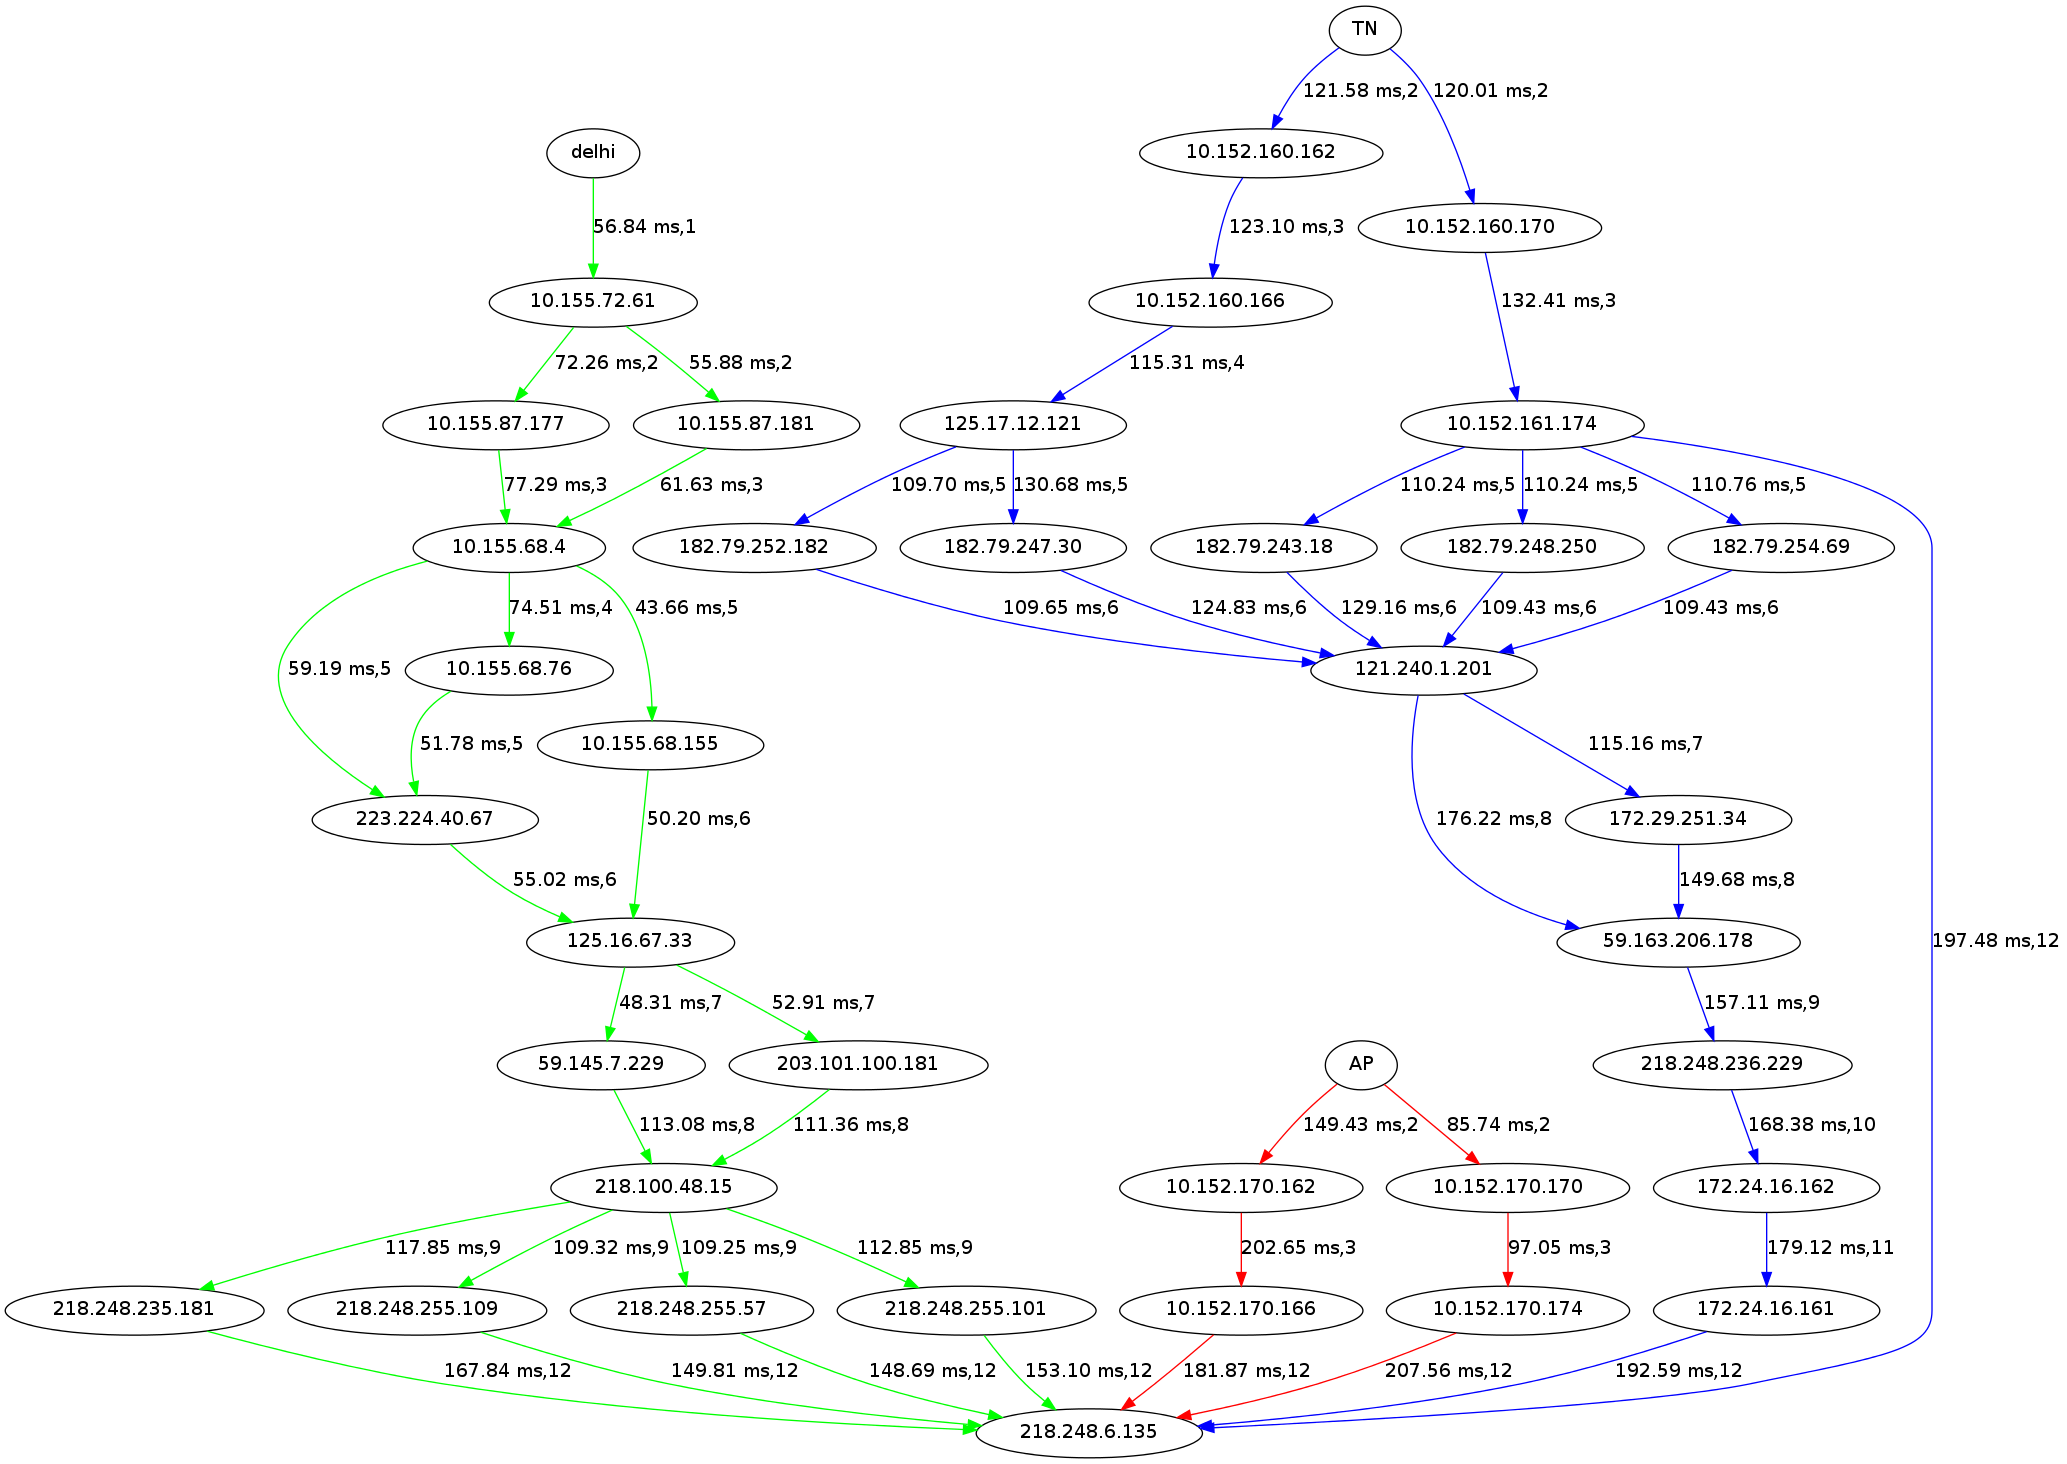 TN
121.58 ms,2
120.01 ms,2
delhi
10.152.160.162
56.84 ms,1
123.10 ms,3
10.152.160.170
10.155.72.61
10.152.160.166
132.41 ms,3
72.26 ms,2
55.88 ms,2
115.31 ms,4
10.155.87.177
10.155.87.181
125.17.12.121
10.152.161.174
77.29 ms,3
61.63 ms,3
109.70 ms,5
130.68 ms,5
110.24 ms,5
110.24 ms,5
110.76 ms,5
10.155.68.4
182.79.252.182
182.79.247.30
182.79.243.18
182.79.248.250
182.79.254.69
74.51 ms,4
43.66 ms,5
109.65 ms,6
124.83 ms,6
129.16 ms,6
109.43 ms,6
109.43 ms,6
59.19 ms,5
10.155.68.76
121.240.1.201
51.78 ms,5
10.155.68.155
115.16 ms,7
223.224.40.67
50.20 ms,6
176.22 ms,8
172.29.251.34
55.02 ms,6
149.68 ms,8
125.16.67.33
59.163.206.178
197.48 ms,12
48.31 ms,7
52.91 ms,7
157.11 ms,9
59.145.7.229
203.101.100.181
AP
218.248.236.229
113.08 ms,8
111.36 ms,8
149.43 ms,2
85.74 ms,2
168.38 ms,10
218.100.48.15
10.152.170.162
10.152.170.170
172.24.16.162
117.85 ms,9
109.32 ms,9
109.25 ms,9
112.85 ms,9
202.65 ms,3
97.05 ms,3
179.12 ms,11
218.248.235.181
218.248.255.109
218.248.255.57
218.248.255.101
10.152.170.166
10.152.170.174
172.24.16.161
167.84 ms,12
149.81 ms,12
148.69 ms,12
153.10 ms,12
181.87 ms,12
207.56 ms,12
192.59 ms,12
218.248.6.135